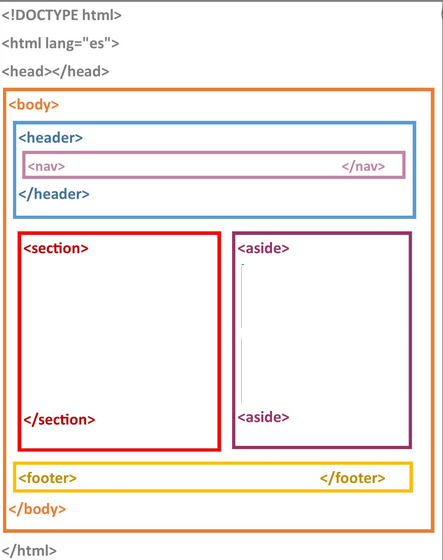 <!DOCTYPE html>
<html lang="es">
<head></head>
<body>
<header>
<nav> </nav>
</header>
<section>
</section>
<aside>
<aside>
<footer> </footer>
</body>
</html>